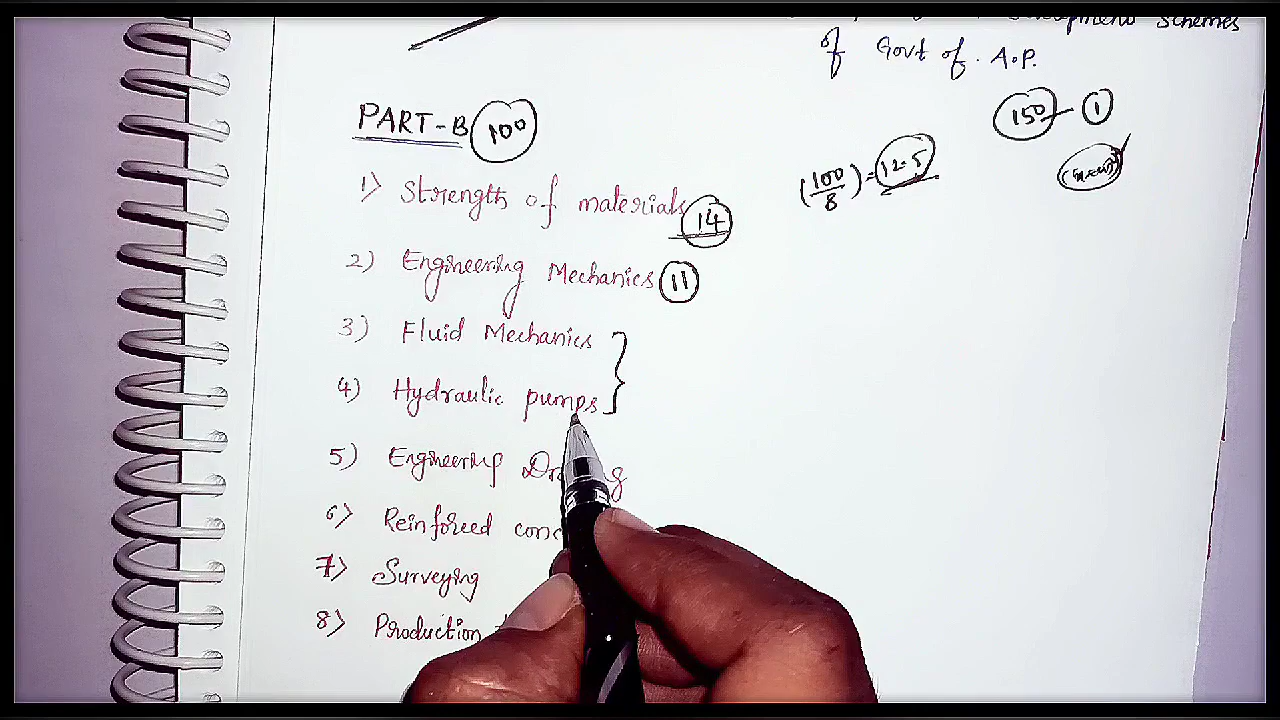 Schemes
of Govt of. A.P.
150 - 1
PART-B 100
(100/8) = 12.5
1) Strength of materials 14
2) Engineering Mechanics 11
3) Fluid Mechanics
4) Hydraulic pumps
5) Engineering
6) Reinforced
7) Surveying
8) Production